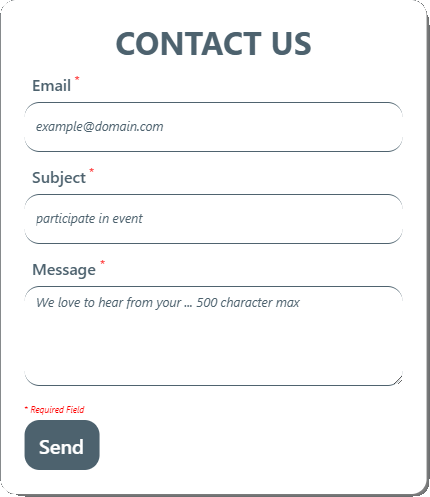 CONTACT US
Email *
example@domain.com
Subject *
participate in event
Message *
We love to hear from your ... 500 character max
* Required Field
Send